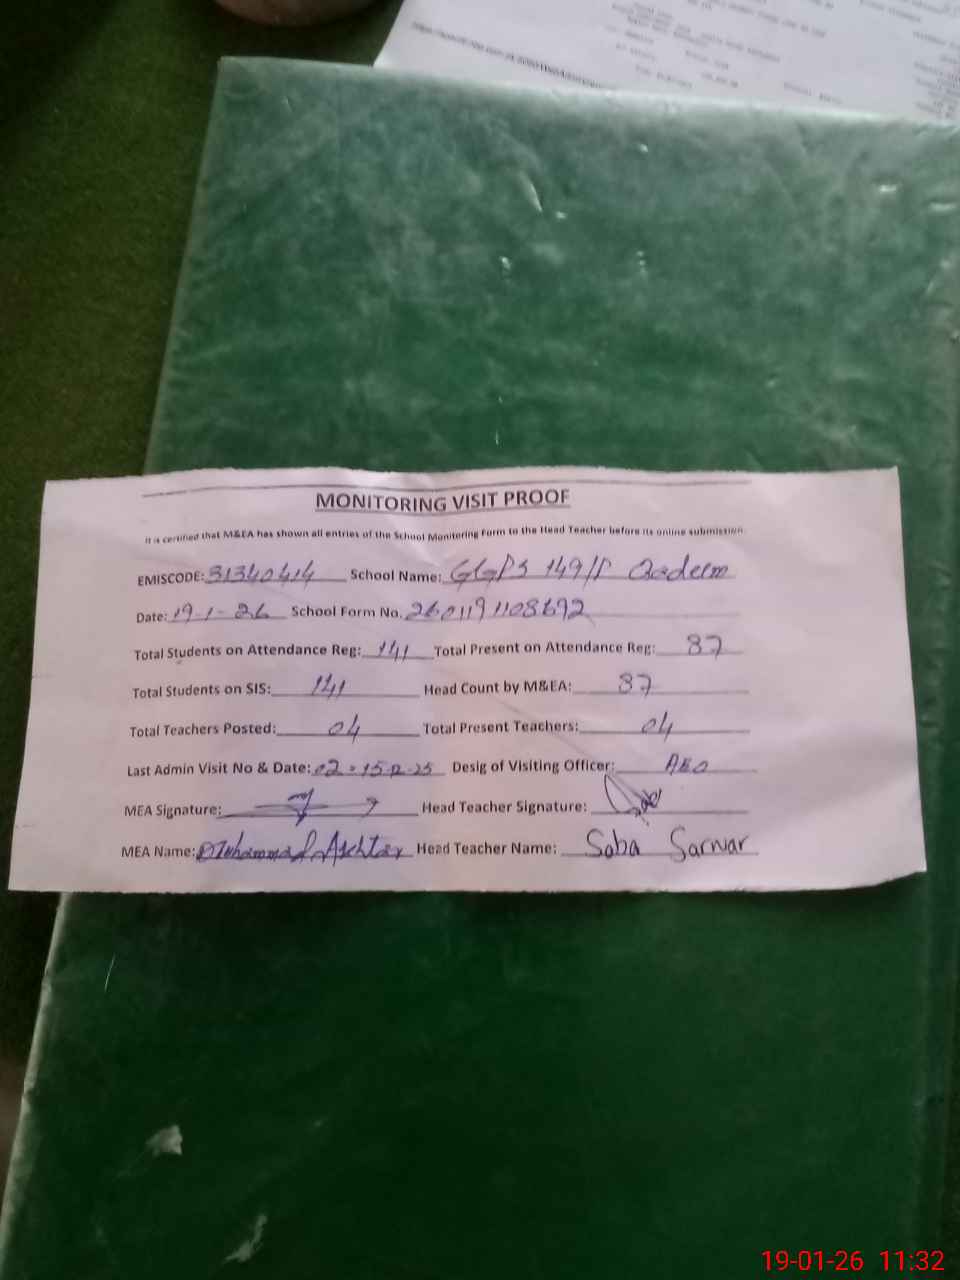 MONITORING VISIT PROOF
It is certified that M&EA has shown all entries of the School Monitoring Form to the Head Teacher before its online submission.
EMISCODE: 31340414 School Name: GGPS 149/P Qadeem
Date: 19-1-26 School Form No. 2601191108692
Total Students on Attendance Reg: 141 Total Present on Attendance Reg: 87
Total Students on SIS: 141 Head Count by M&EA: 87
Total Teachers Posted: 04 Total Present Teachers: 04
Last Admin Visit No & Date: 02 - 15-12-25 Desig of Visiting Officer: AEO
MEA Signature: Head Teacher Signature:
MEA Name: Muhammad Akhtar Head Teacher Name: Saba Sarwar
19-01-26 11:32